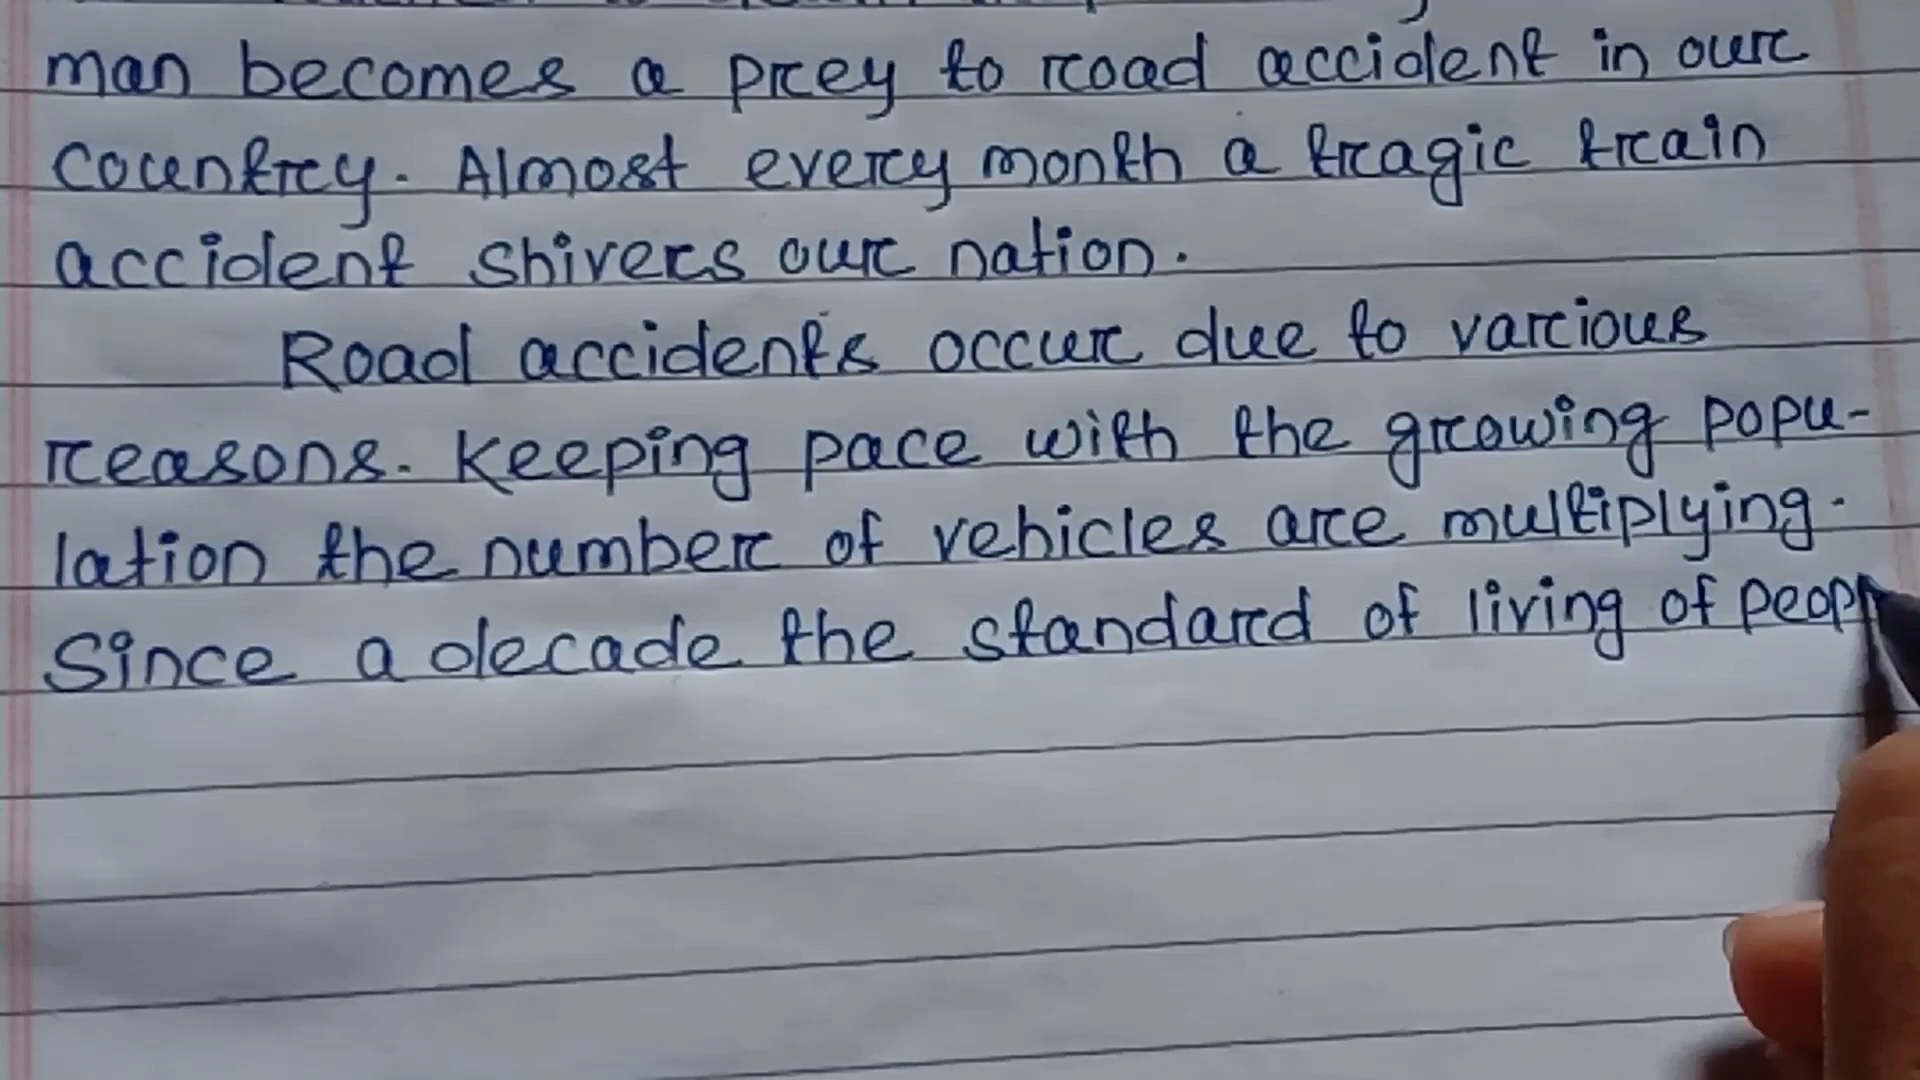 man becomes a prey to road accident in our
country. Almost every month a tragic train
accident shivers our nation.
Road accidents occur due to various
reasons. Keeping pace with the growing popu-
lation the number of vehicles are multiplying.
Since a decade the standard of living of peop